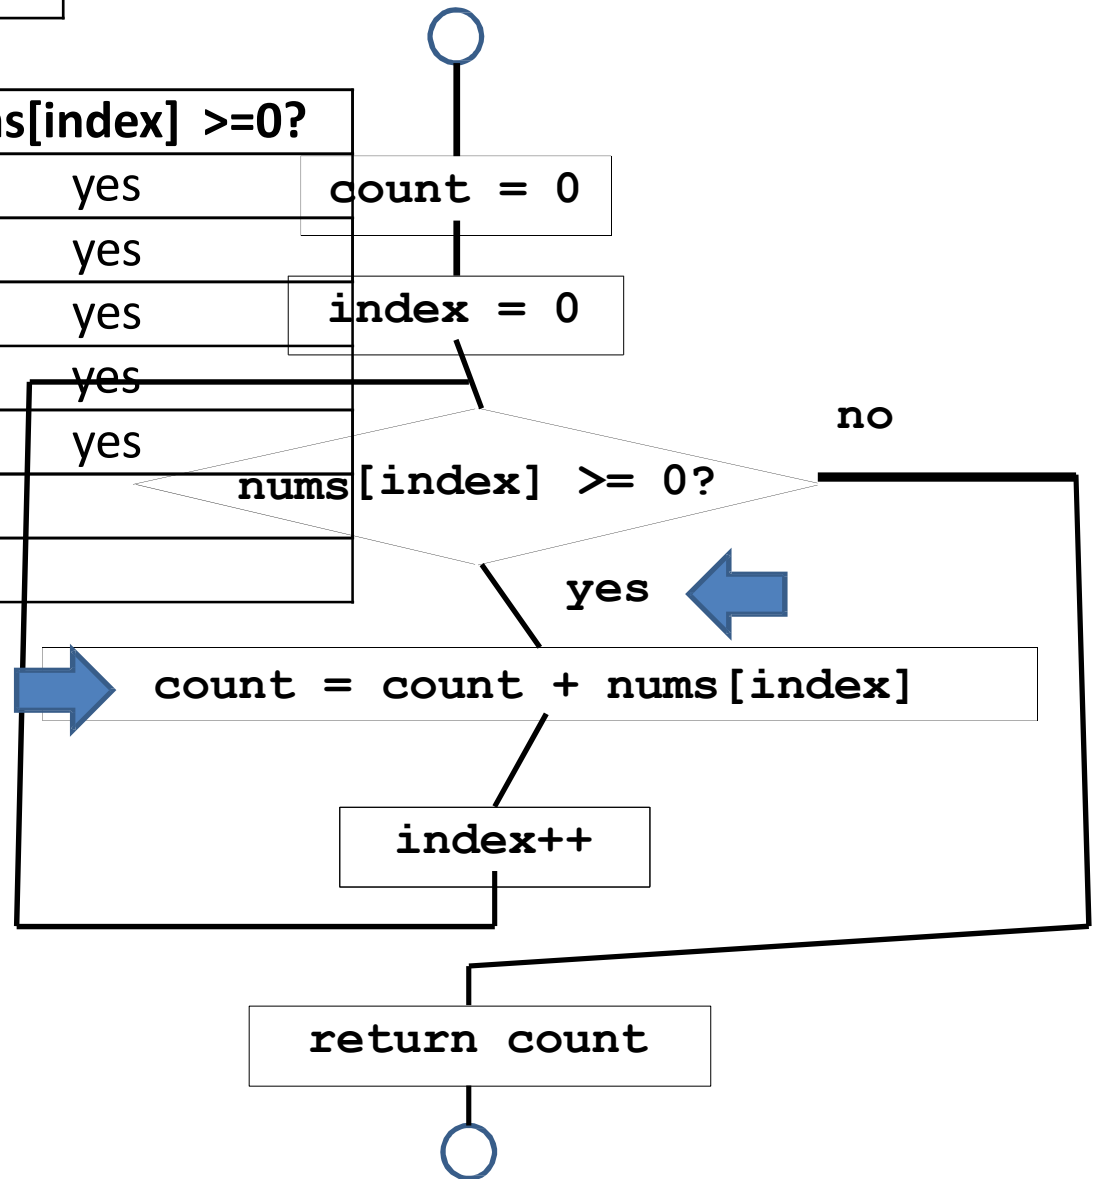 s[index] >=0?
yes
yes
yes
yes
yes
count = 0
index = 0
no
nums[index] >= 0?
yes
count = count + nums[index]
index++
return count